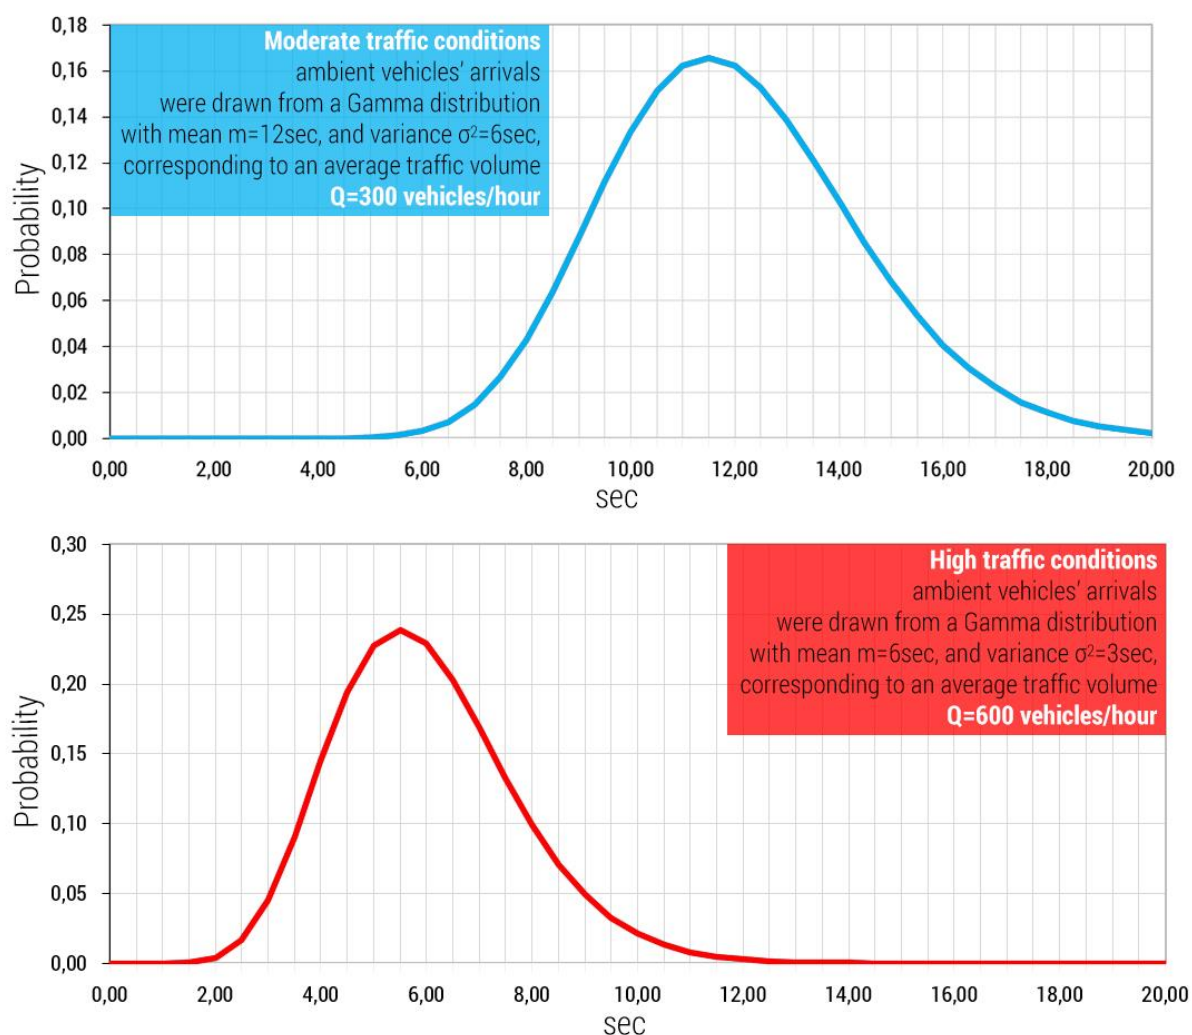 0,18
0,16
0,14
0,12
0,10
0,08
0,06
0,04
0,02
0,00
Probability
Moderate traffic conditions
ambient vehicles' arrivals
were drawn from a Gamma distribution
with mean m=12sec, and variance σ²=6sec,
corresponding to an average traffic volume
Q=300 vehicles/hour
0,00 2,00 4,00 6,00 8,00 10,00 12,00 14,00 16,00 18,00 20,00
sec
0,30
0,25
0,20
0,15
0,10
0,05
0,00
Probability
High traffic conditions
ambient vehicles' arrivals
were drawn from a Gamma distribution
with mean m=6sec, and variance σ²=3sec,
corresponding to an average traffic volume
Q=600 vehicles/hour
0,00 2,00 4,00 6,00 8,00 10,00 12,00 14,00 16,00 18,00 20,00
sec